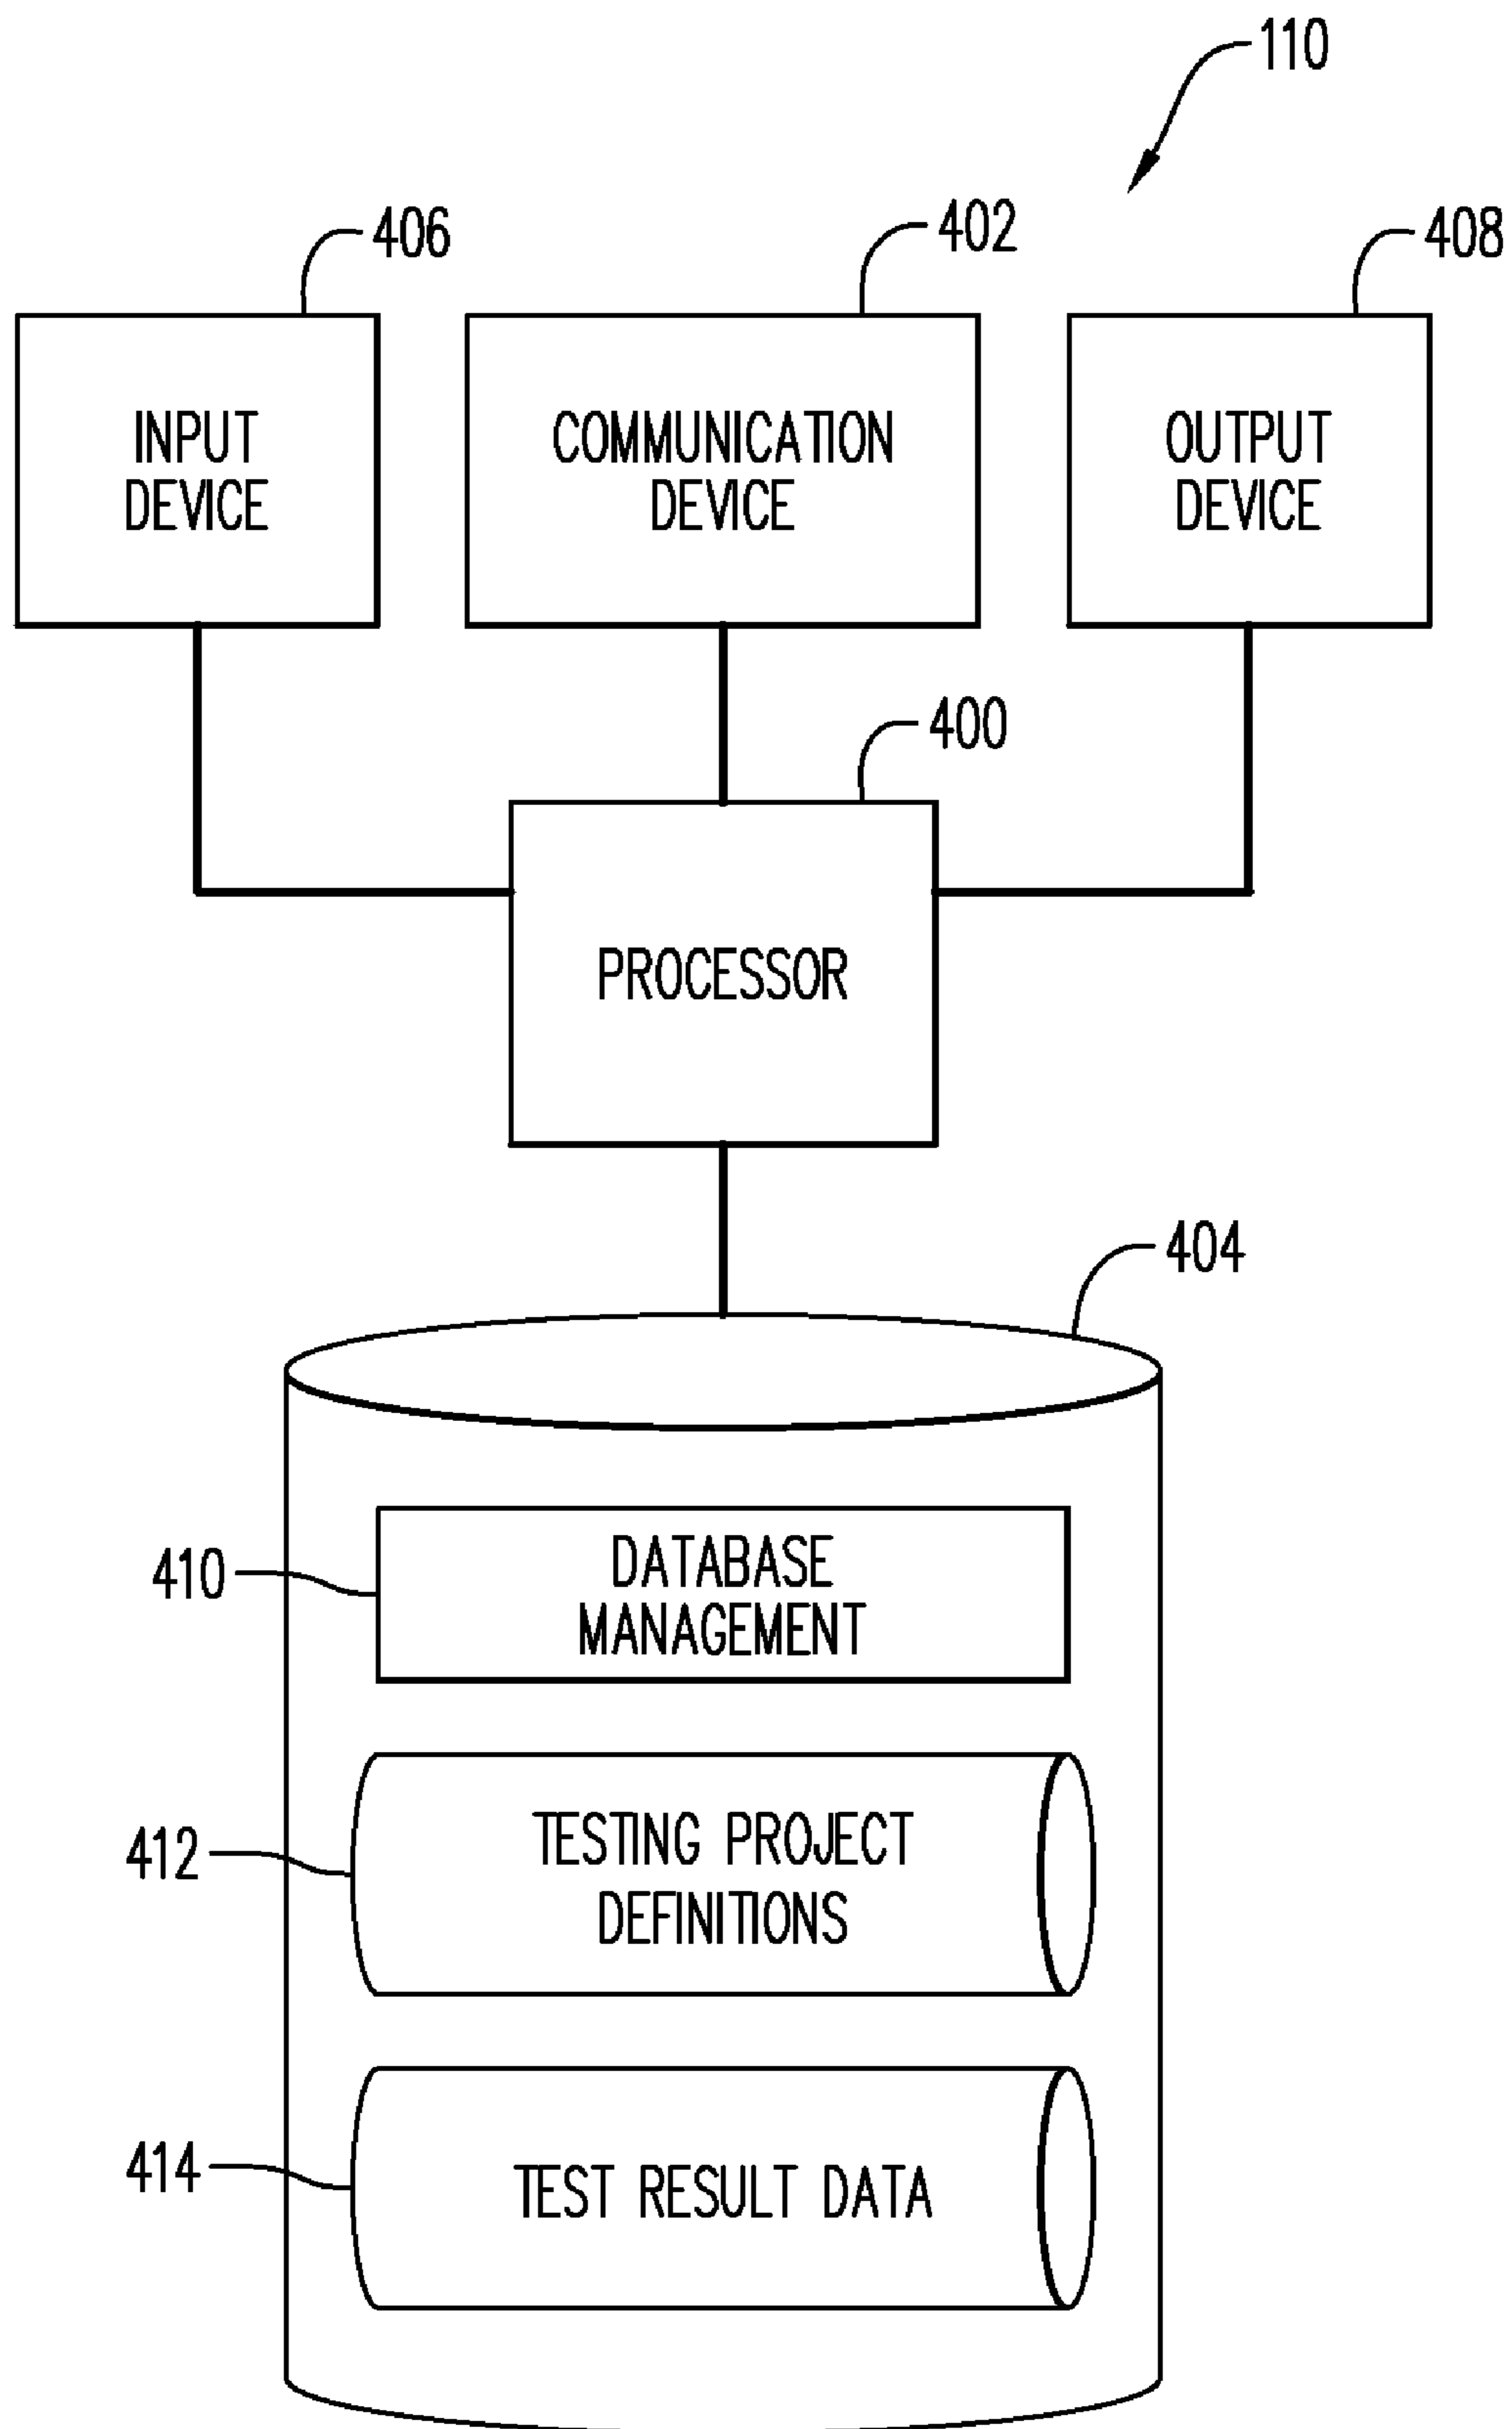 110
406
402
408
INPUT
DEVICE
COMMUNICATION
DEVICE
OUTPUT
DEVICE
400
PROCESSOR
404
410
DATABASE
MANAGEMENT
412
TESTING PROJECT
DEFINITIONS
414
TEST RESULT DATA